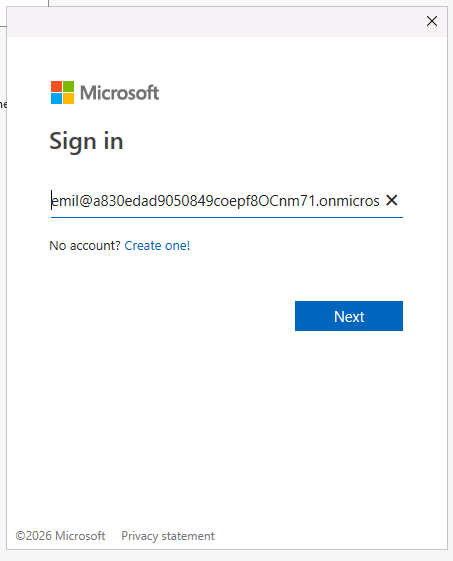 Microsoft
Sign in
emil@a830edad9050849coepf8OCnm71.onmicros
No account? Create one!
Next
©2026 Microsoft Privacy statement